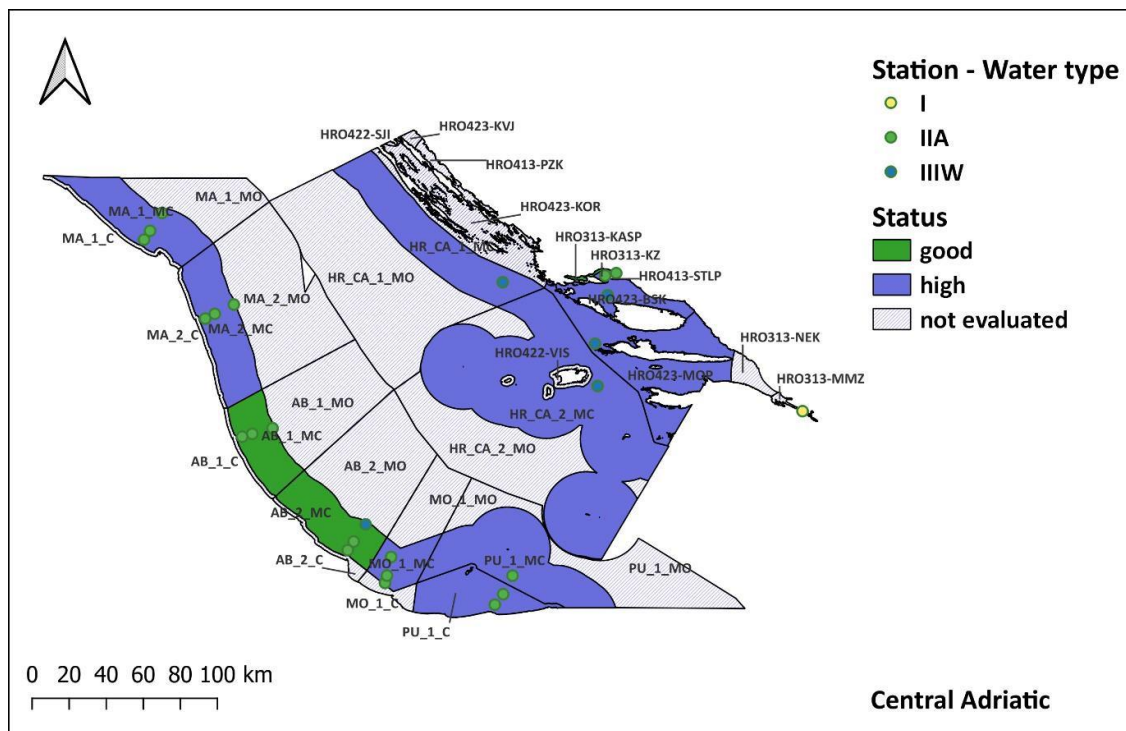 Station - Water type
I
IIA
IIIW
Status
good
high
not evaluated
HRO423-KVJ
HRO422-SJI
HRO413-PZK
MA_1_MO
MA_1_MC
HRO423-KOR
MA_1_C
HR_CA_1_MC
HRO313-KASP
HRO313-KZ
HR_CA_1_MO
HRO413-STLP
MA_2_MO
HRO423-BSK
MA_2_MC
MA_2_C
HRO313-NEK
HRO422-VIS
HRO423-MOP
HRO313-MMZ
AB_1_MO
HR_CA_2_MC
AB_1_MC
HR_CA_2_MO
AB_1_C
AB_2_MO
MO_1_MO
AB_2_MC
AB_2_C
MO_1_MC
PU_1_MC
PU_1_MO
MO_1_C
PU_1_C
0 20 40 60 80 100 km
Central Adriatic